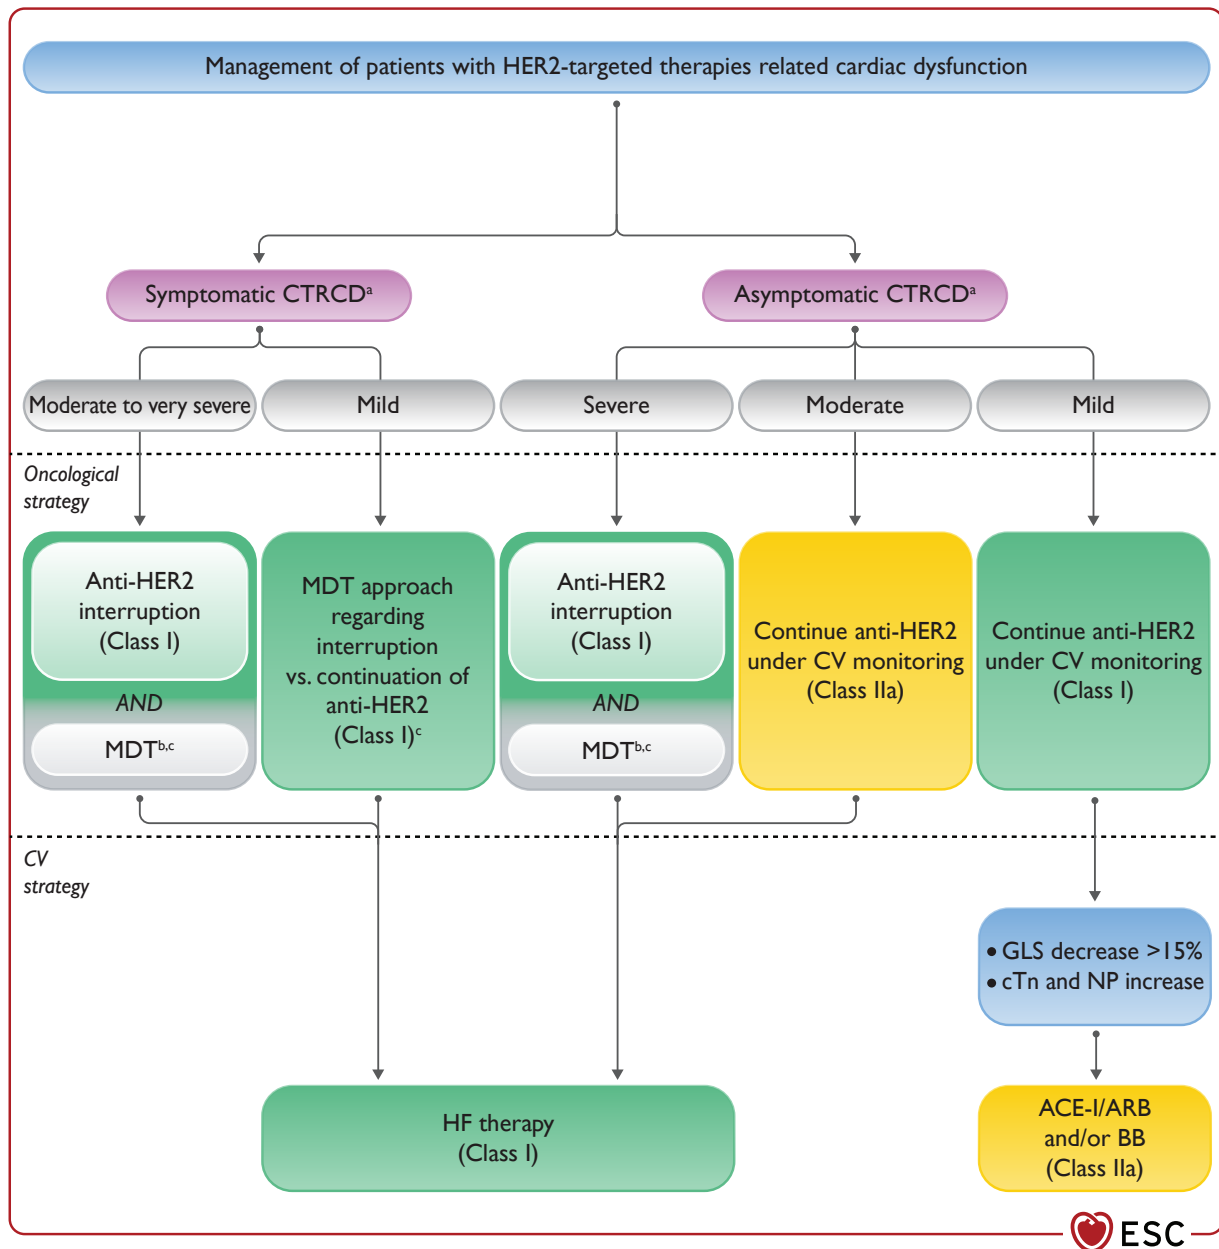 Management of patients with HER2-targeted therapies related cardiac dysfunction
Symptomatic CTRCDᵃ
Asymptomatic CTRCDᵃ
Moderate to very severe
Mild
Severe
Moderate
Mild
Oncological
strategy
Anti-HER2
interruption
(Class I)
AND
MDTᵇ,ᶜ
MDT approach
regarding
interruption
vs. continuation of
anti-HER2
(Class I)ᶜ
Anti-HER2
interruption
(Class I)
AND
MDTᵇ,ᶜ
Continue anti-HER2
under CV monitoring
(Class IIa)
Continue anti-HER2
under CV monitoring
(Class I)
CV
strategy
• GLS decrease >15%
• cTn and NP increase
HF therapy
(Class I)
ACE-I/ARB
and/or BB
(Class IIa)
ESC